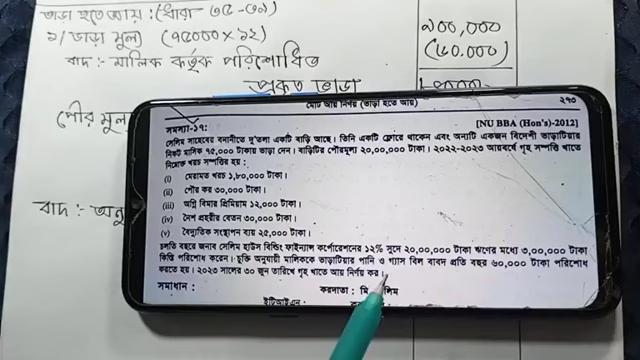 ভাড়া হতে আয় : (ধারা- ৩৫-৩৯)
১/ ভাড়া মূল্য (৭৫০০০ x ১২)
৯০০,০০০
বাদ :- মালিক কর্তৃক পরিশোধিত
(৬০,০০০)
প্রকৃত ভাড়া
পৌর মূল
বাদ :- অনু
মোট আয় নির্ণয় (ভাড়া হতে আয়)
২৭৩
সমস্যা-১৭:
[NU BBA (Hon's)-2012]
সেলিম সাহেবের বনানীতে দু'তলা একটি বাড়ি আছে। তিনি একটি ফ্লোরে থাকেন এবং অন্যটি একজন বিদেশী ভাড়াটিয়ার
নিকট মাসিক ৭৫,০০০ টাকায় ভাড়া দেন। বাড়িটির পৌরমূল্য ২০,০০,০০০ টাকা। ২০২২-২০২৩ আয়বর্ষে গৃহ সম্পত্তি খাতে
নিম্নোক্ত খরচ সম্পত্তির হয় :
(i) মেরামত খরচ ১,৮০,০০০ টাকা।
(ii) পৌর কর ৩০,০০০ টাকা।
(iii) অগ্নি বিমার প্রিমিয়াম ১২,০০০ টাকা।
(iv) নৈশ প্রহরীর বেতন ৩০,০০০ টাকা।
(v) বৈদ্যুতিক সংস্থাপন ব্যয় ২৫,০০০ টাকা।
চলতি বছরে জনাব সেলিম হাউস বিল্ডিং ফাইন্যান্স কর্পোরেশনের ১২% সুদে ২০,০০,০০০ টাকা ঋণের মধ্যে ৩,০০,০০০ টাকা
কিস্তি পরিশোধ করেন। চুক্তি অনুযায়ী মালিককে ভাড়াটিয়ার পানি ও গ্যাস বিল বাবদ প্রতি বছর ৬০,০০০ টাকা পরিশোধ
করতে হয়। ২০২৩ সালের ৩০ জুন তারিখে গৃহ খাতে আয় নির্ণয় কর।
সমাধান :
করদাতা : মি. সেলিম
ইটিআইএন :